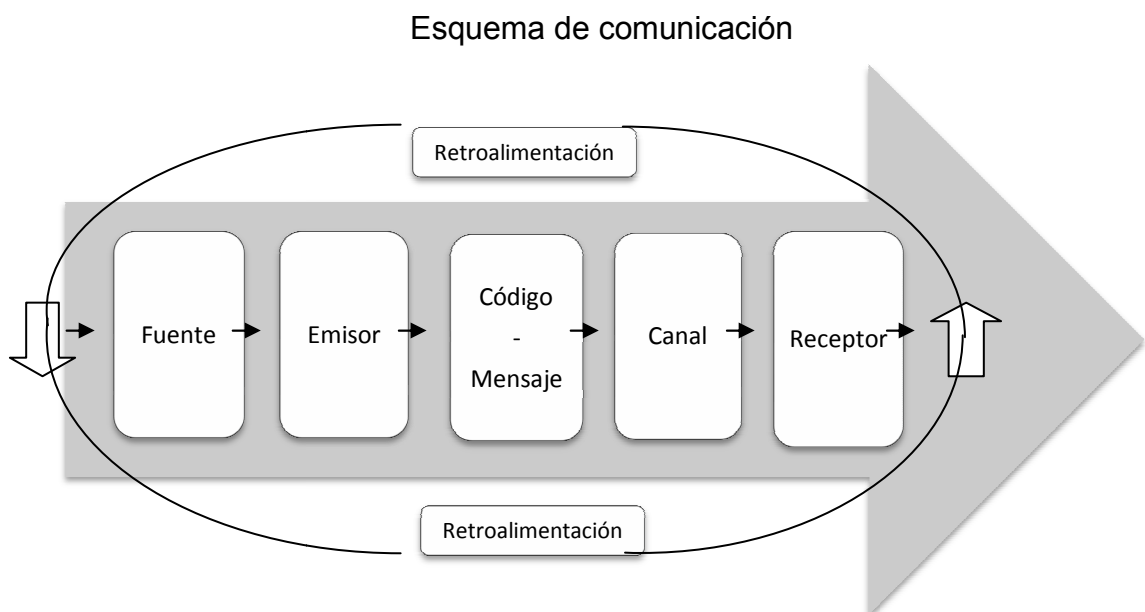 Esquema de comunicación
Retroalimentación
Fuente
Emisor
Código
-
Mensaje
Canal
Receptor
Retroalimentación